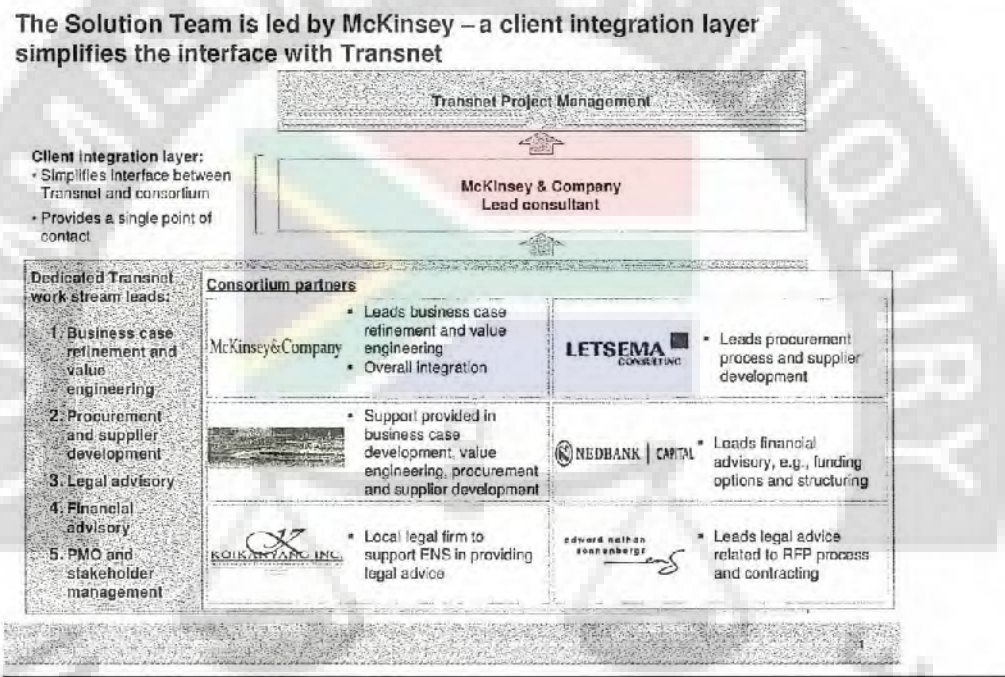 The Solution Team is led by McKinsey – a client integration layer
simplifies the interface with Transnet
Transnet Project Management
Client integration layer:
• Simplifies interface between
Transnet and consortium
• Provides a single point of
contact
McKinsey & Company
Lead consultant
Dedicated Transnet
work stream leads:
1. Business case
refinement and
value
engineering
2. Procurement
and supplier
development
3. Legal advisory
4. Financial
advisory
5. PMO and
stakeholder
management
Consortium partners
McKinsey&Company
• Leads business case
refinement and value
engineering
• Overall integration
LETSEMA
CONSULTING
• Leads procurement
process and supplier
development
• Support provided in
business case
development, value
engineering, procurement
and supplier development
NEDBANK | CAPITAL
• Leads financial
advisory, e.g., funding
options and structuring
KOIKANYANG INC.
• Local legal firm to
support ENS in providing
legal advice
edward nathan
sonnenbergs
ens
• Leads legal advice
related to RFP process
and contracting